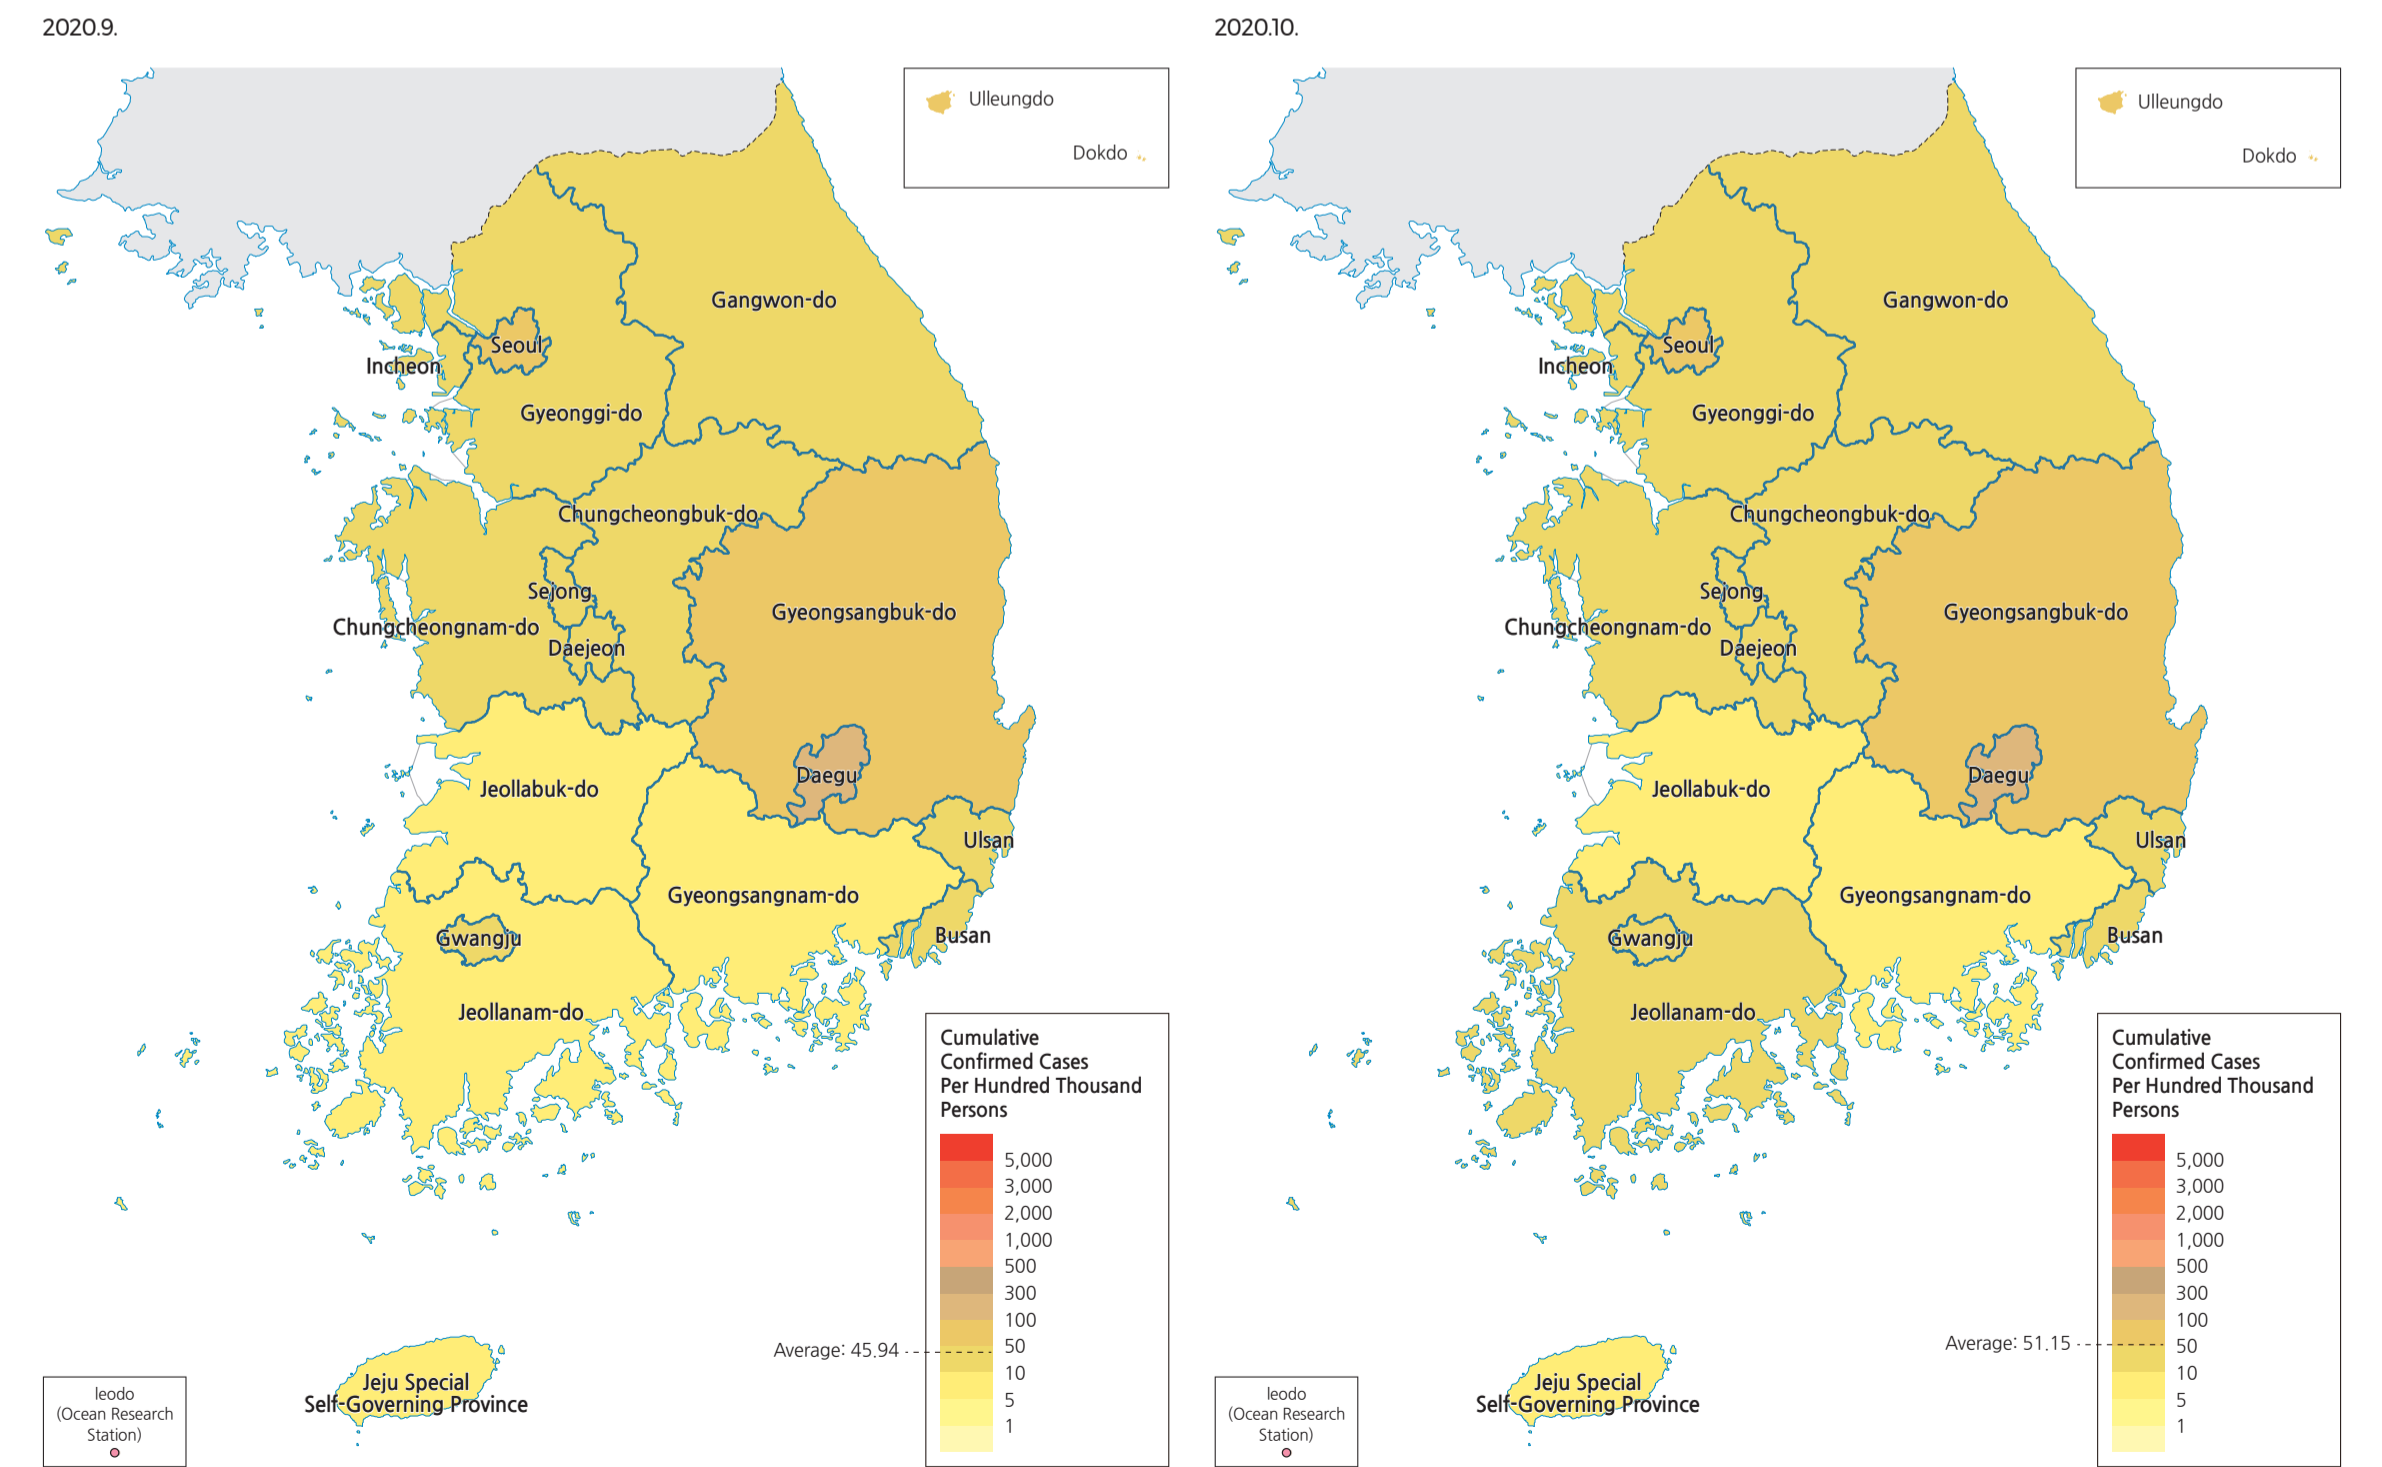 2020.9.
Ulleungdo
Dokdo
Gangwon-do
Seoul
Incheon
Gyeonggi-do
Chungcheongbuk-do
Sejong
Gyeongsangbuk-do
Chungcheongnam-do
Daejeon
Daegu
Jeollabuk-do
Ulsan
Gyeongsangnam-do
Gwangju
Busan
Jeollanam-do
Cumulative
Confirmed Cases
Per Hundred Thousand
Persons
5,000
3,000
2,000
1,000
500
300
100
50
10
5
1
Average: 45.94
Jeju Special
Self-Governing Province
Ieodo
(Ocean Research
Station)
2020.10.
Ulleungdo
Dokdo
Gangwon-do
Seoul
Incheon
Gyeonggi-do
Chungcheongbuk-do
Sejong
Gyeongsangbuk-do
Chungcheongnam-do
Daejeon
Daegu
Jeollabuk-do
Ulsan
Gyeongsangnam-do
Gwangju
Busan
Jeollanam-do
Cumulative
Confirmed Cases
Per Hundred Thousand
Persons
5,000
3,000
2,000
1,000
500
300
100
50
10
5
1
Average: 51.15
Jeju Special
Self-Governing Province
Ieodo
(Ocean Research
Station)